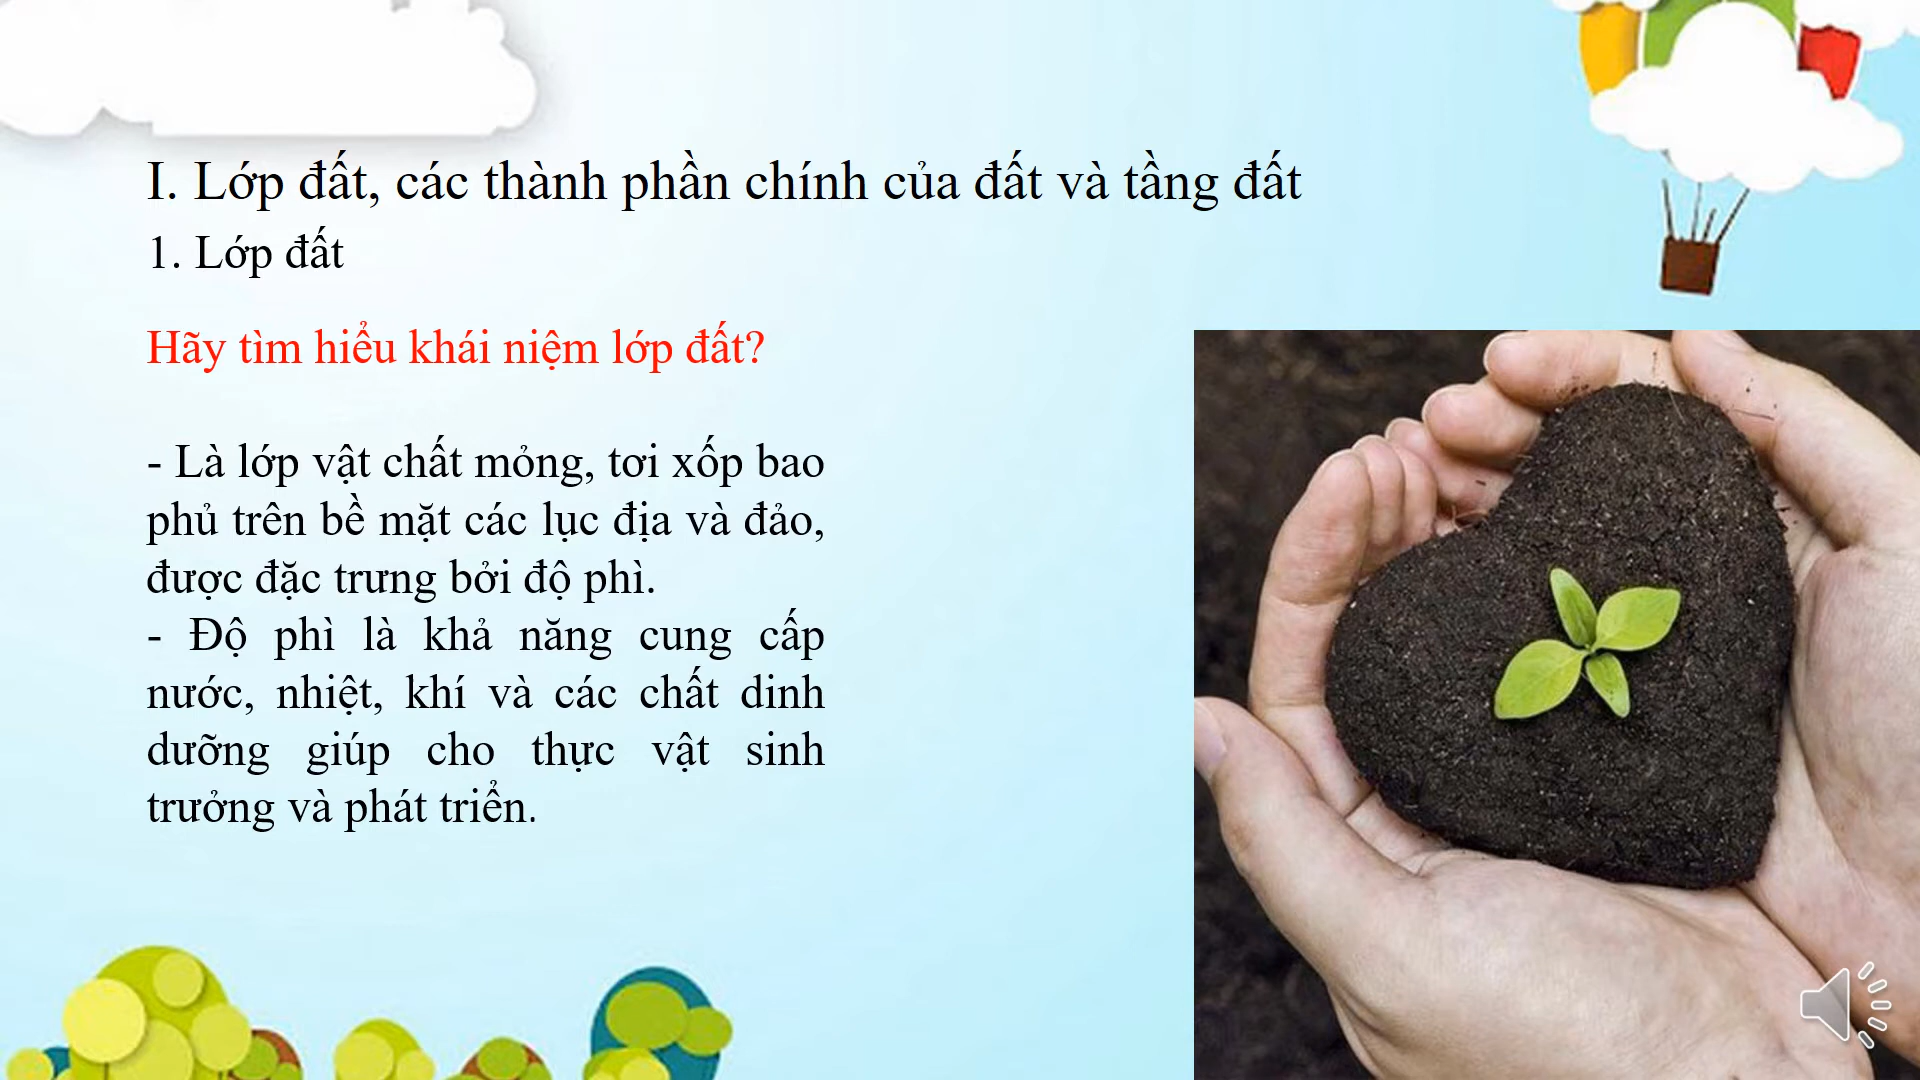 I. Lớp đất, các thành phần chính của đất và tầng đất
1. Lớp đất
Hãy tìm hiểu khái niệm lớp đất?
- Là lớp vật chất mỏng, tơi xốp bao
phủ trên bề mặt các lục địa và đảo,
được đặc trưng bởi độ phì.
- Độ phì là khả năng cung cấp
nước, nhiệt, khí và các chất dinh
dưỡng giúp cho thực vật sinh
trưởng và phát triển.